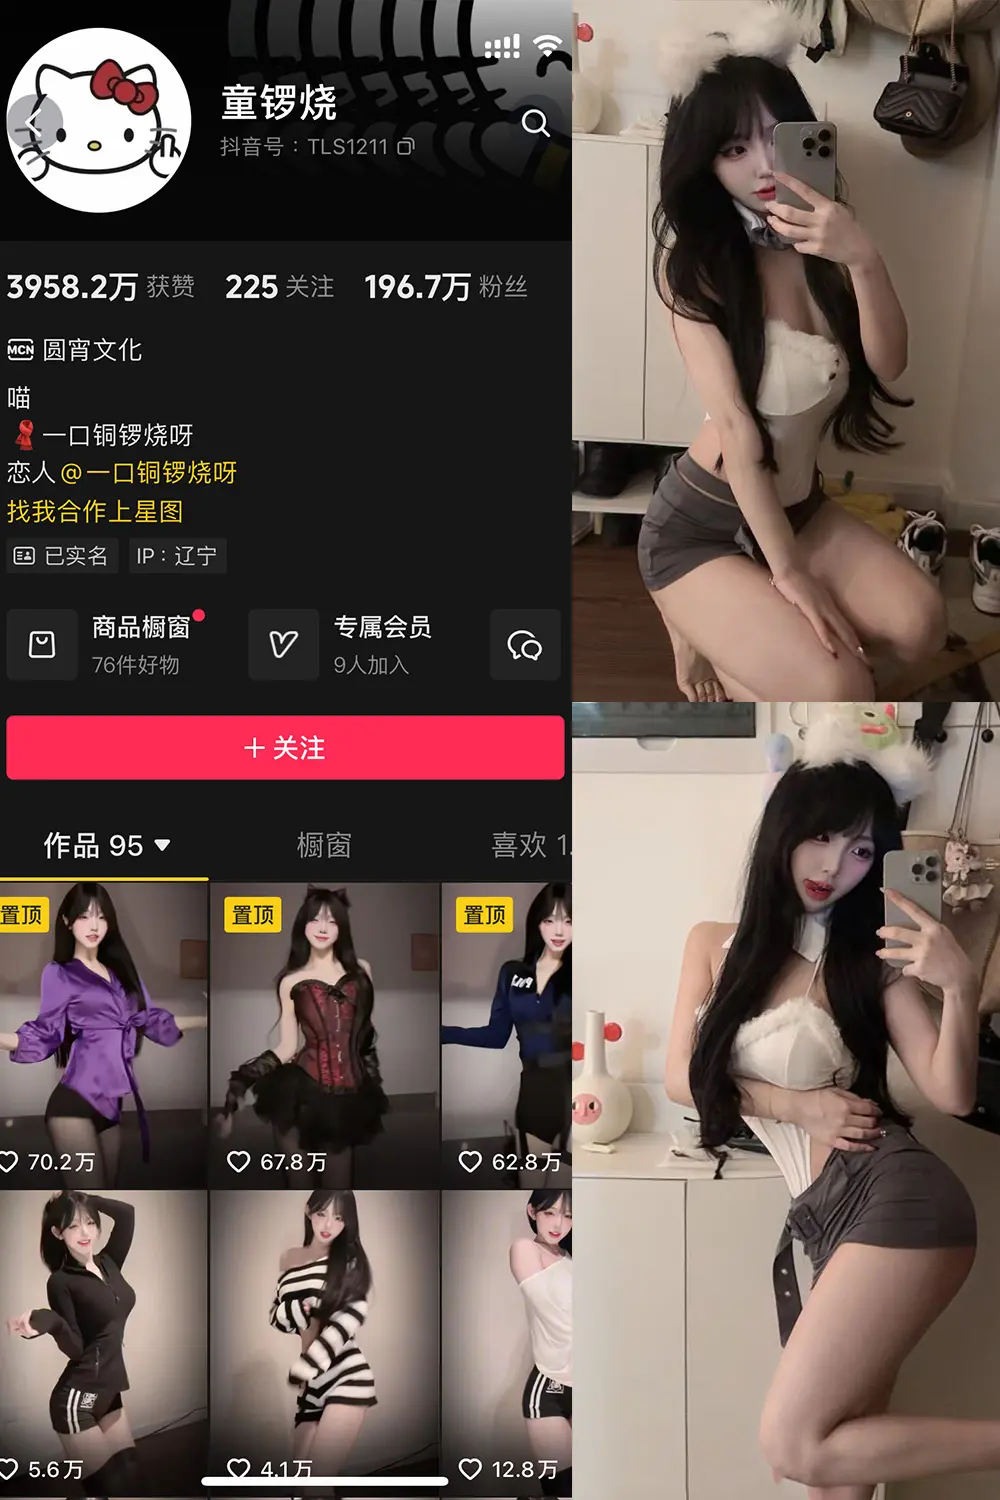 童锣烧
抖音号：TLS1211
3958.2万 获赞 225 关注 196.7万 粉丝
MCN 圆宵文化
喵
一口铜锣烧呀
恋人@一口铜锣烧呀
找我合作上星图
已实名 IP：辽宁
商品橱窗 专属会员
76件好物 9人加入
+ 关注
作品 95 橱窗 喜欢 1.
置顶 置顶 置顶
70.2万 67.8万 62.8万
5.6万 4.1万 12.8万